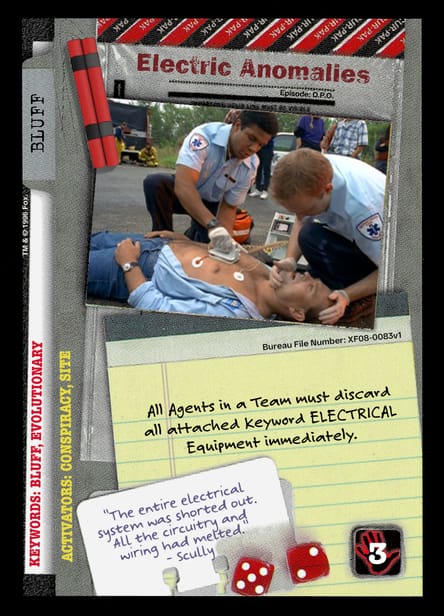 Electric Anomalies
Episode: D.P.O.
BLUFF
TM & © 1996 Fox.
KEYWORDS: BLUFF, EVOLUTIONARY
ACTIVATORS: CONSPIRACY, SITE
Bureau File Number: XF08-0083v1
All Agents in a Team must discard
all attached Keyword ELECTRICAL
Equipment immediately.
"The entire electrical
system was shorted out.
All the circuitry and
wiring had melted."
- Scully
3